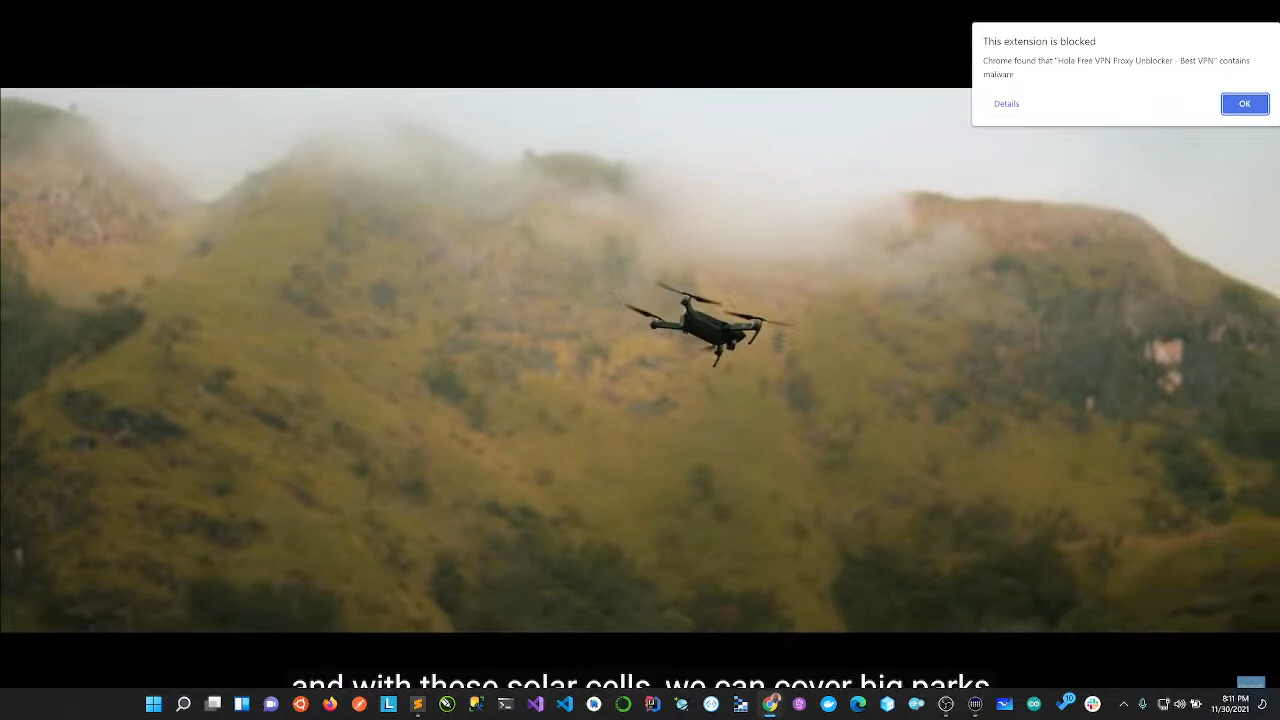 This extension is blocked
Chrome found that "Hola Free VPN Proxy Unblocker - Best VPN" contains
malware
Details
OK
and with these solar cells, we can cover big parks
10
8:11 PM
11/30/2021